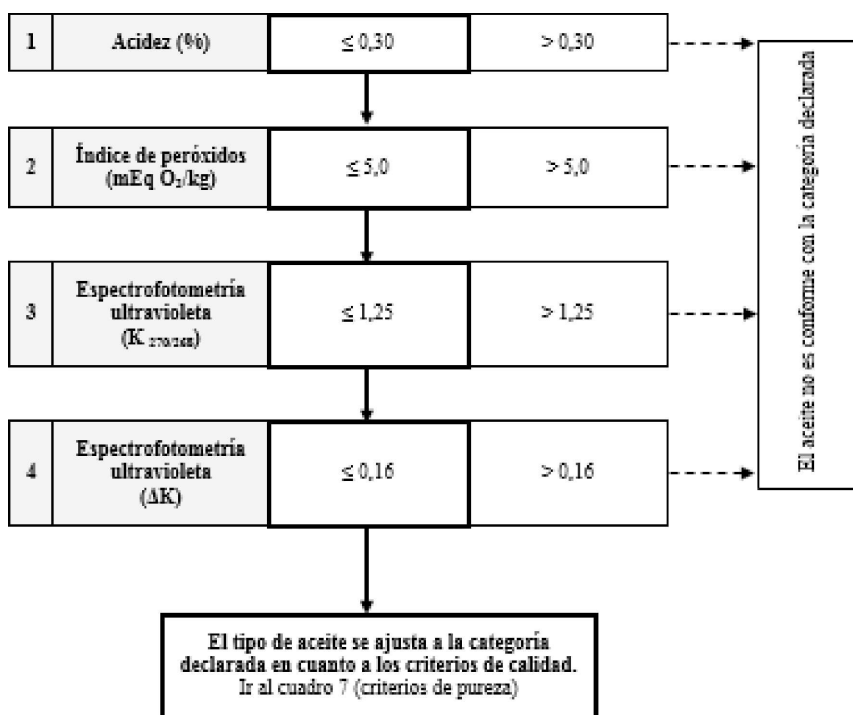 1 Acidez (%) ≤ 0,30 > 0,30
2 Índice de peróxidos
(mEq O₂/kg) ≤ 5,0 > 5,0
3 Espectrofotometría
ultravioleta
(K 270/268) ≤ 1,25 > 1,25
4 Espectrofotometría
ultravioleta
(ΔK) ≤ 0,16 > 0,16
El aceite no es conforme con la categoría declarada
El tipo de aceite se ajusta a la categoría
declarada en cuanto a los criterios de calidad.
Ir al cuadro 7 (criterios de pureza)